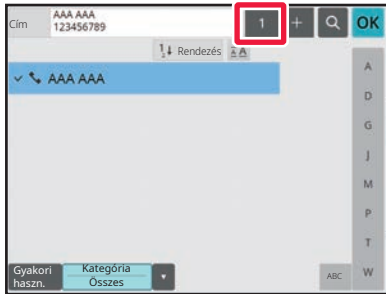 Cím
AAA AAA
123456789
1
OK
Rendezés
AAA AAA
A
D
G
J
M
P
T
W
Gyakori
haszn.
Kategória
Összes
ABC